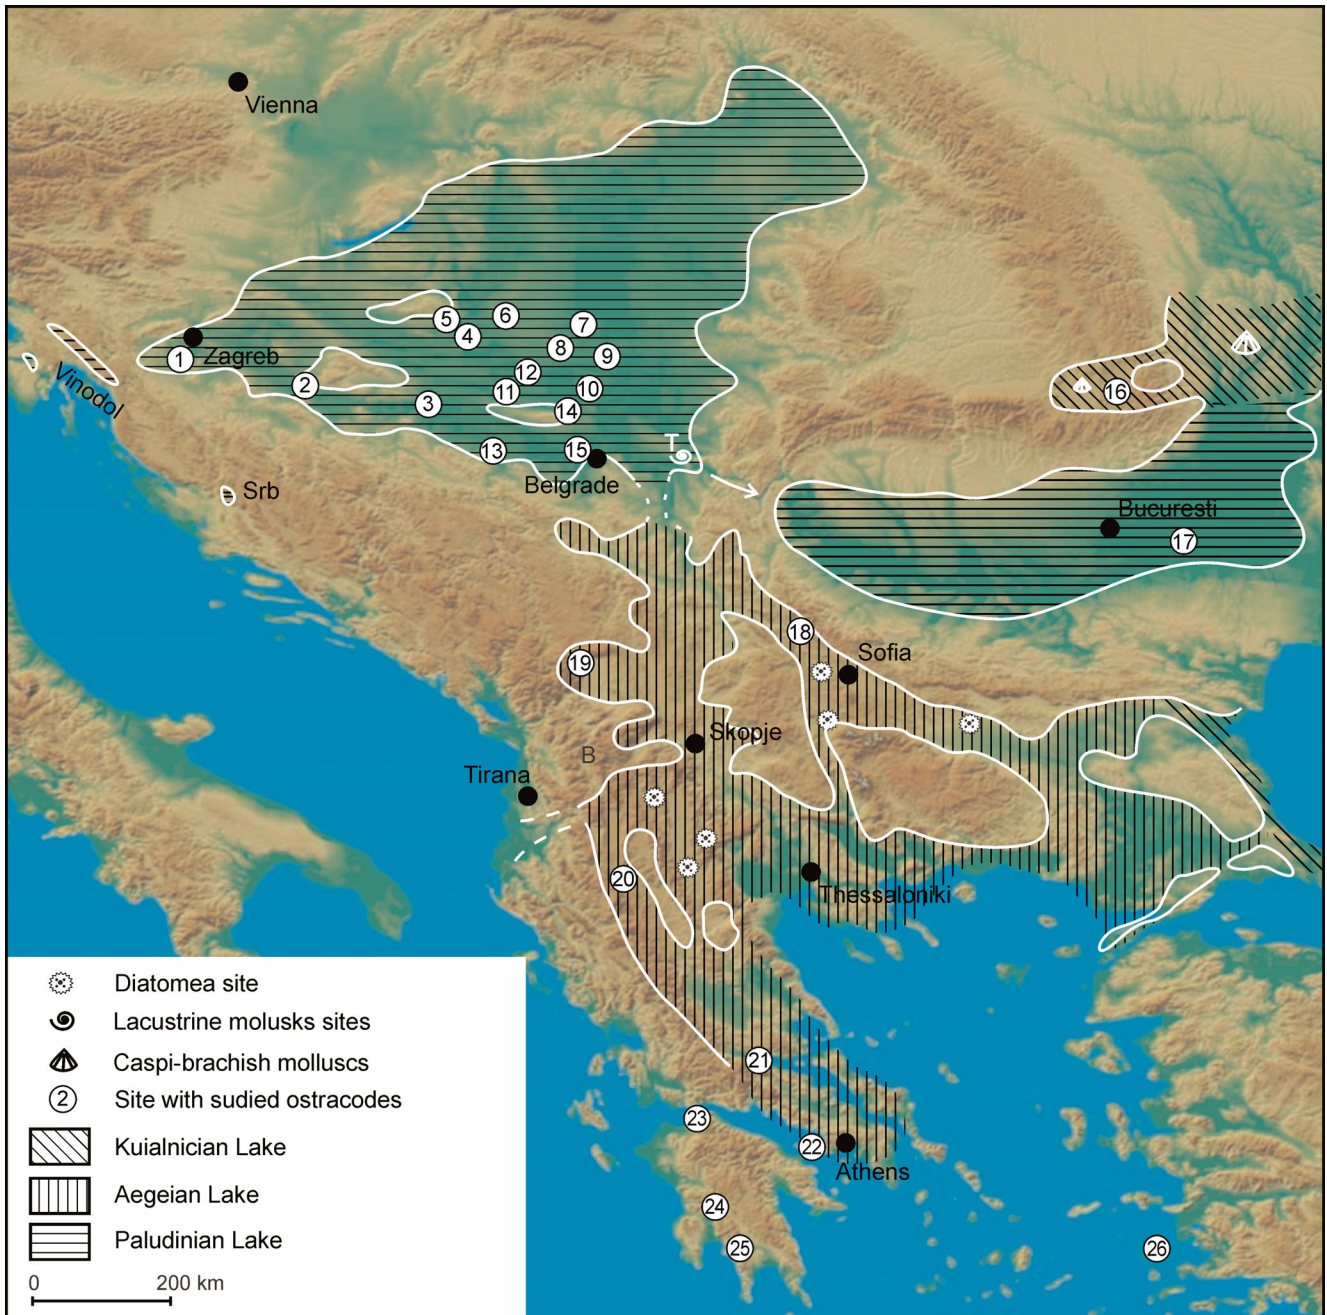 Vienna
5
6
7
4
8
9
Zagreb
1
12
10
2
11
16
3
14
Vinodol
T
13
15
Belgrade
Srb
Bucuresti
17
18
Sofia
19
Skopje
B
Tirana
20
Thessaloniki
21
23
22
Athens
24
25
26
Diatomea site
Lacustrine molusks sites
Caspi-brachish molluscs
2 Site with sudied ostracodes
Kuialnician Lake
Aegeian Lake
Paludinian Lake
0 200 km